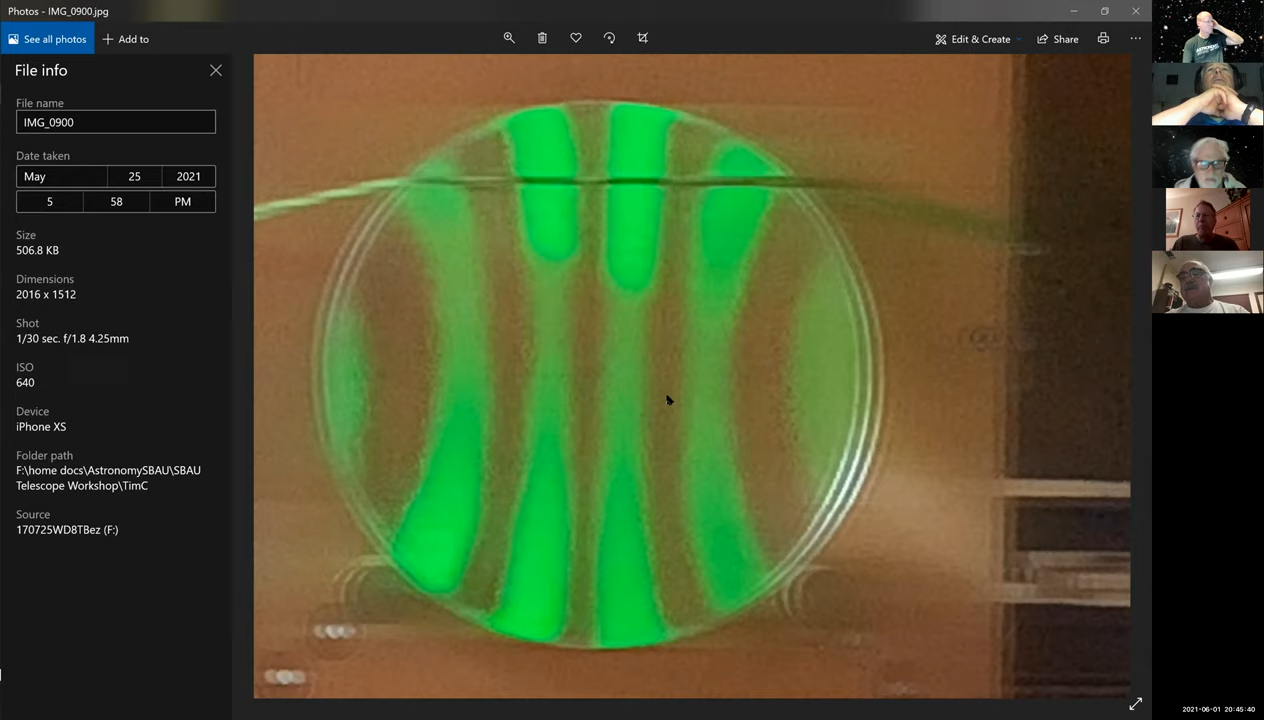 Photos - IMG_0900.jpg
See all photos
Add to
Edit & Create
Share
File info
File name
IMG_0900
Date taken
May 25 2021
5 58 PM
Size
506.8 KB
Dimensions
2016 x 1512
Shot
1/30 sec. f/1.8 4.25mm
ISO
640
Device
iPhone XS
Folder path
F:\home docs\AstronomySBAU\SBAU
Telescope Workshop\TimC
Source
170725WD8TBez (F:)
2021-06-01 20:45:40